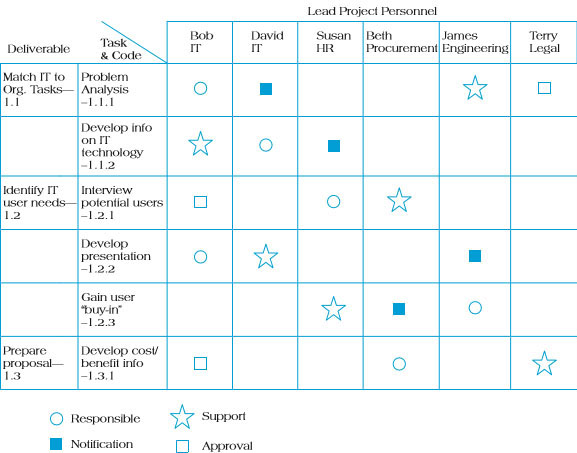 Lead Project Personnel
Deliverable
Task
& Code
Bob
IT
David
IT
Susan
HR
Beth
Procurement
James
Engineering
Terry
Legal
Match IT to
Org. Tasks—
1.1
Problem
Analysis
–1.1.1
Develop info
on IT
technology
–1.1.2
Identify IT
user needs—
1.2
Interview
potential users
–1.2.1
Develop
presentation
–1.2.2
Gain user
“buy-in”
–1.2.3
Prepare
proposal—
1.3
Develop cost/
benefit info
–1.3.1
Responsible
Support
Notification
Approval